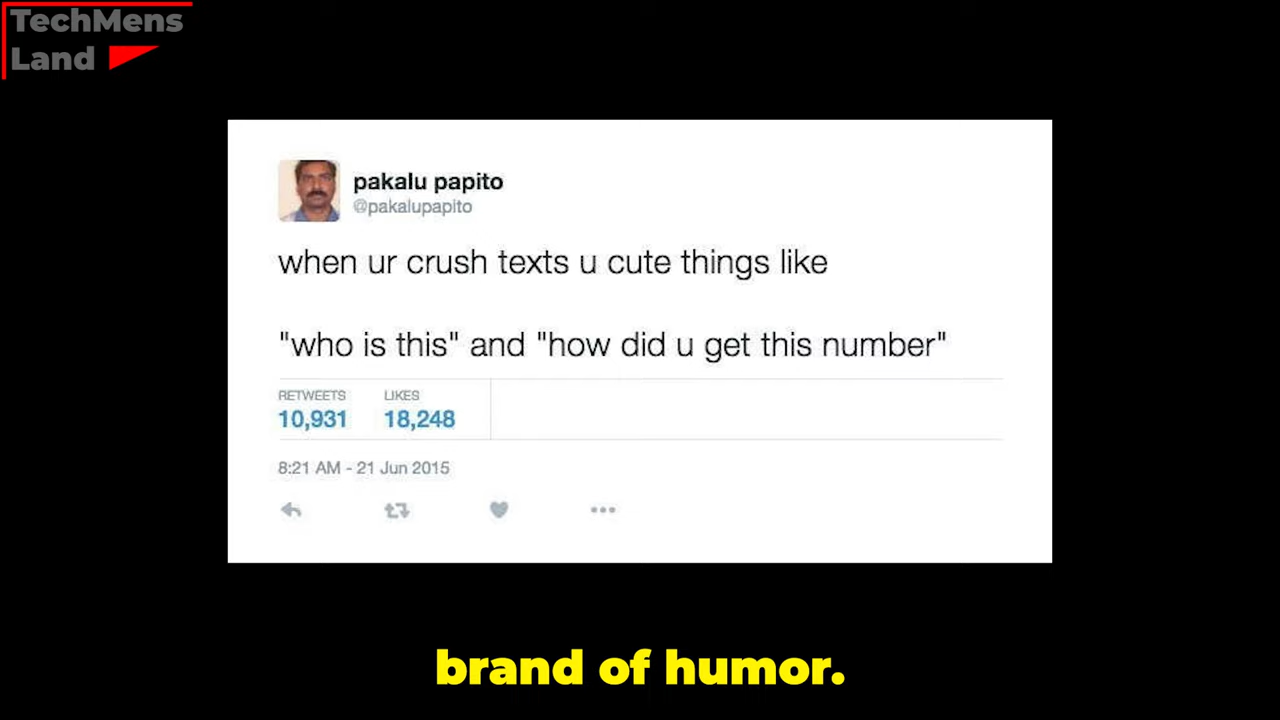 TechMens
Land
pakalu papito
@pakalupapito
when ur crush texts u cute things like
"who is this" and "how did u get this number"
RETWEETS LIKES
10,931 18,248
8:21 AM - 21 Jun 2015
brand of humor.